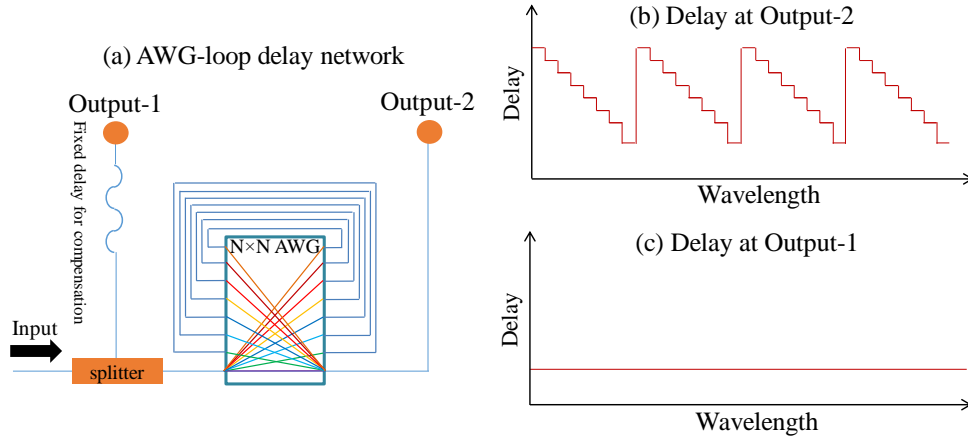 (a) AWG-loop delay network
Output-1
Output-2
Fixed delay for compensation
N×N AWG
Input
splitter
(b) Delay at Output-2
Delay
Wavelength
(c) Delay at Output-1
Delay
Wavelength